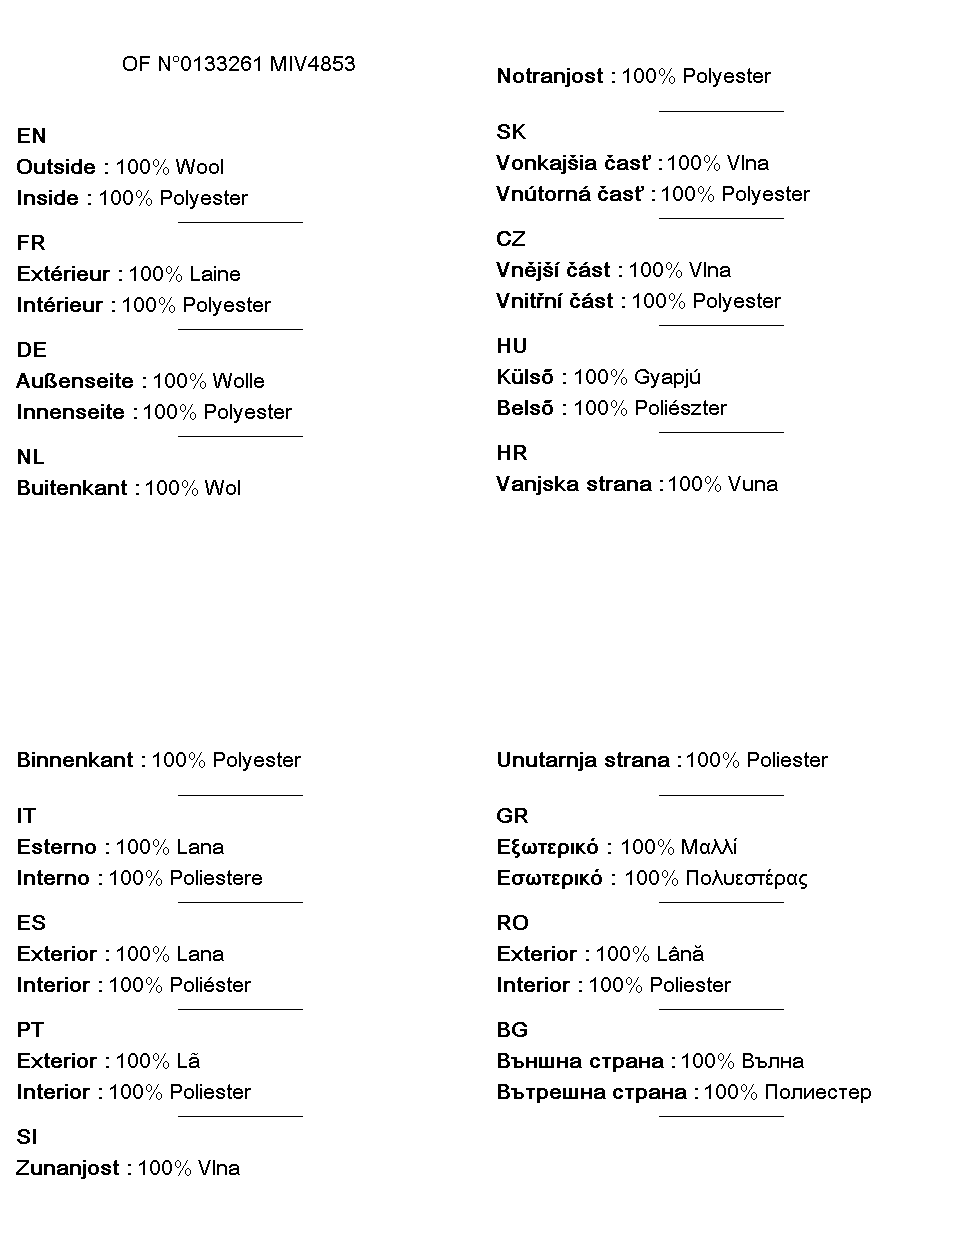 OF N°0133261 MIV4853
EN
Outside : 100% Wool
Inside : 100% Polyester
FR
Extérieur : 100% Laine
Intérieur : 100% Polyester
DE
Außenseite : 100% Wolle
Innenseite : 100% Polyester
NL
Buitenkant : 100% Wol
Binnenkant : 100% Polyester
IT
Esterno : 100% Lana
Interno : 100% Poliestere
ES
Exterior : 100% Lana
Interior : 100% Poliéster
PT
Exterior : 100% Lã
Interior : 100% Poliester
SI
Zunanjost : 100% Vlna
Notranjost : 100% Polyester
SK
Vonkajšia časť : 100% Vlna
Vnútorná časť : 100% Polyester
CZ
Vnější část : 100% Vlna
Vnitřní část : 100% Polyester
HU
Külsõ : 100% Gyapjú
Belsõ : 100% Poliészter
HR
Vanjska strana : 100% Vuna
Unutarnja strana : 100% Poliester
GR
Εξωτερικό : 100% Μαλλί
Εσωτερικό : 100% Πολυεστέρας
RO
Exterior : 100% Lână
Interior : 100% Poliester
BG
Външна страна : 100% Вълна
Вътрешна страна : 100% Полиестер